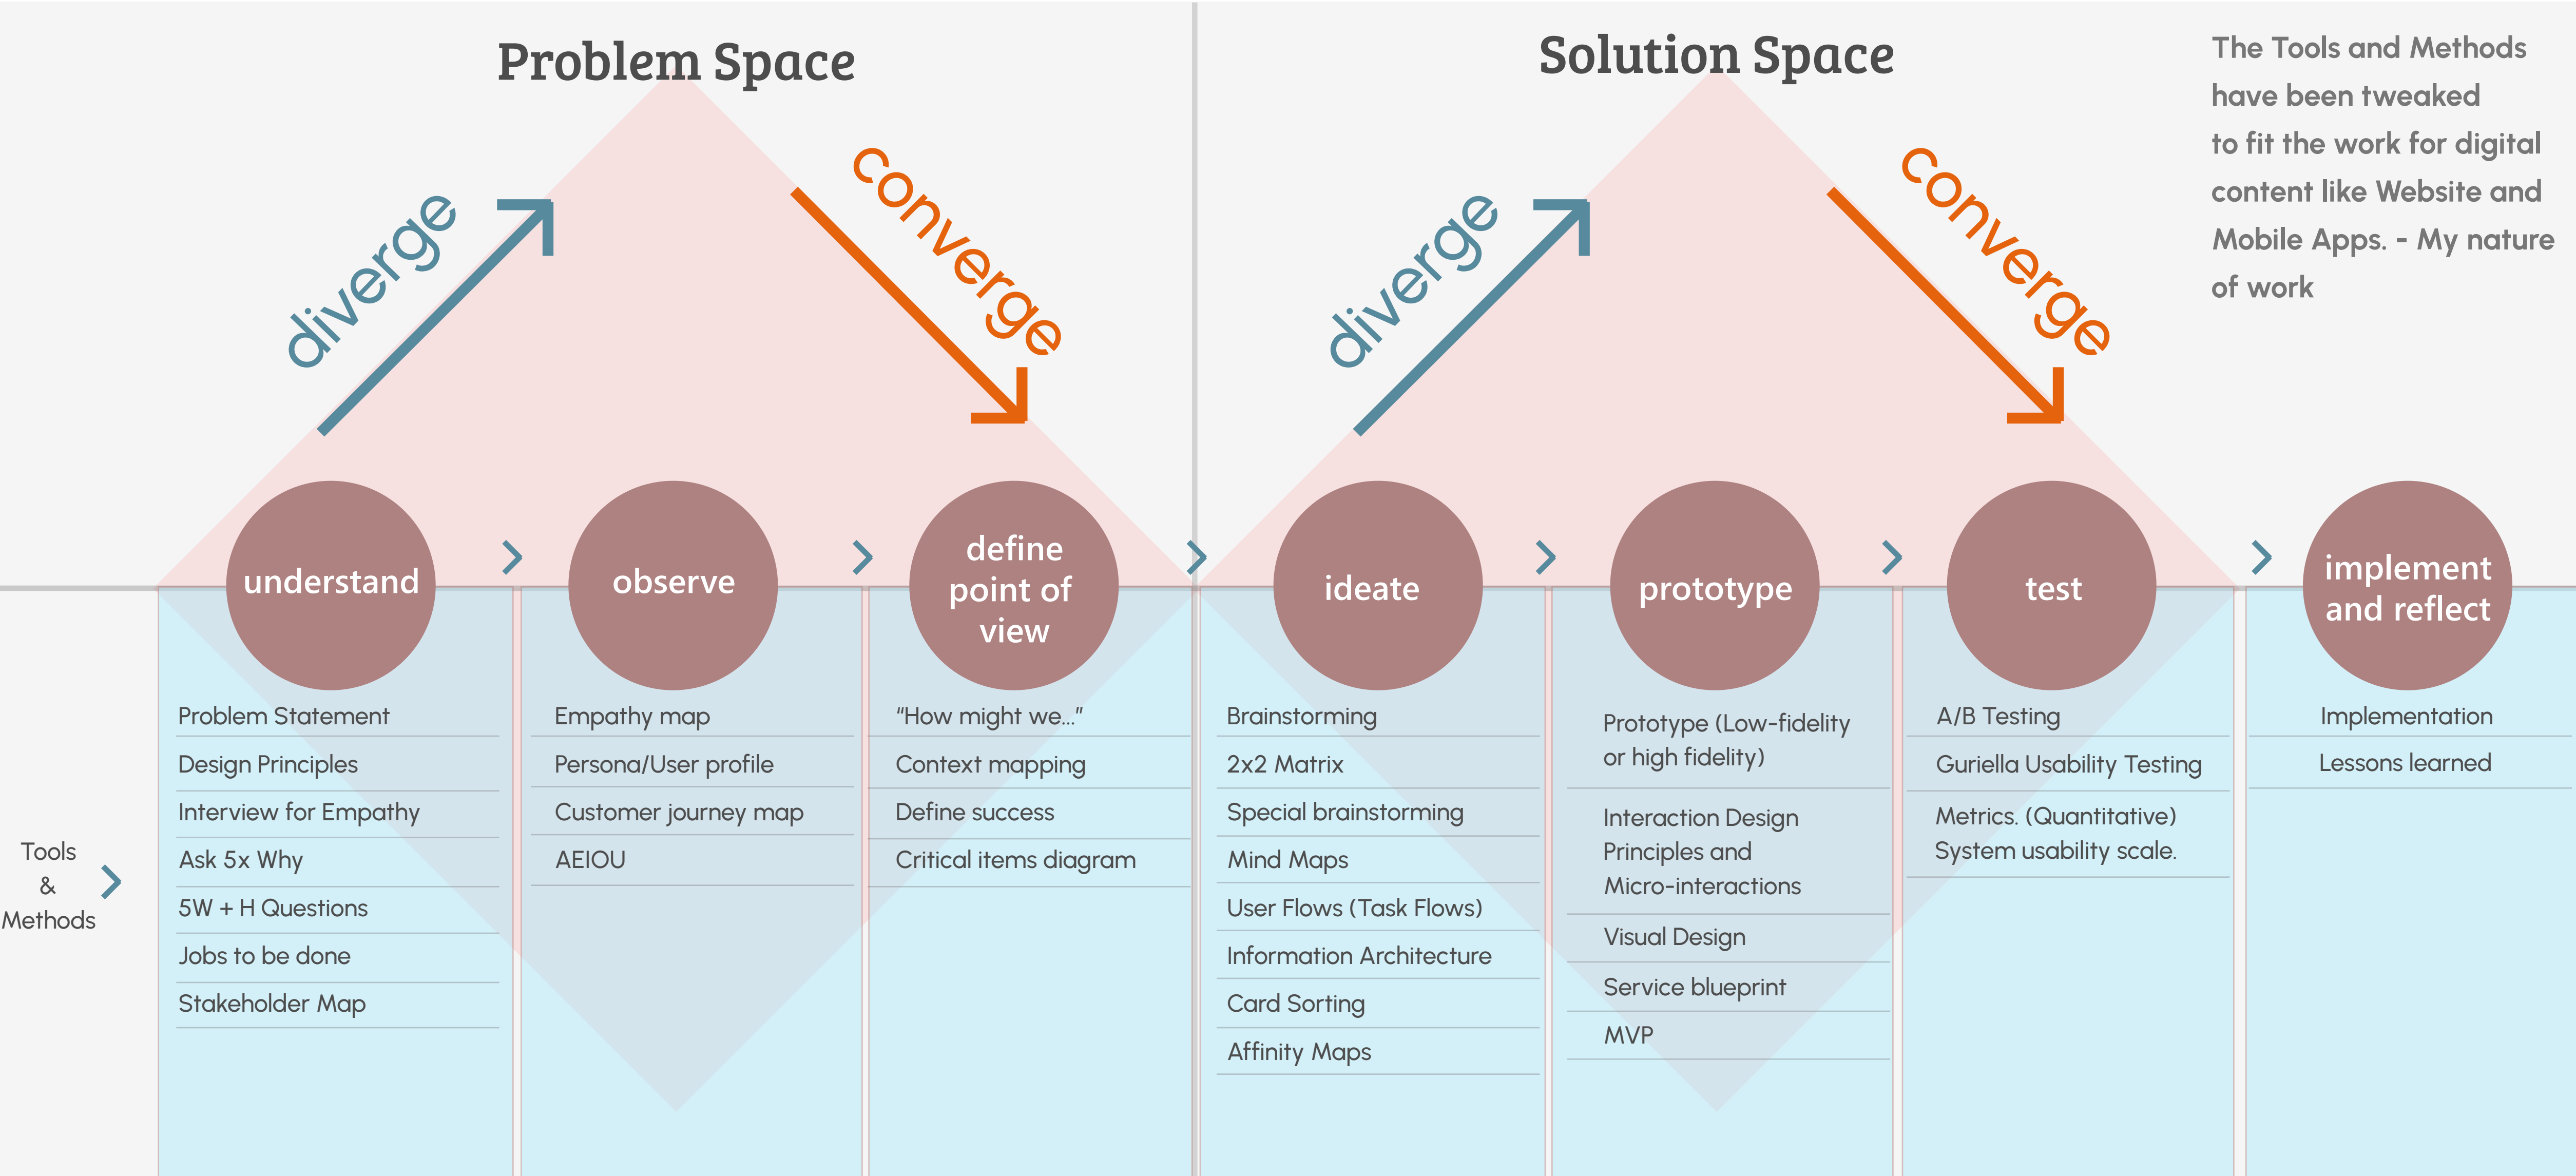 Problem Space
Solution Space
The Tools and Methods
have been tweaked
to fit the work for digital
content like Website and
Mobile Apps. - My nature
of work
diverge
converge
diverge
converge
understand
observe
define
point of
view
ideate
prototype
test
implement
and reflect
Tools
&
Methods
Problem Statement
Design Principles
Interview for Empathy
Ask 5x Why
5W + H Questions
Jobs to be done
Stakeholder Map
Empathy map
Persona/User profile
Customer journey map
AEIOU
“How might we...”
Context mapping
Define success
Critical items diagram
Brainstorming
2x2 Matrix
Special brainstorming
Mind Maps
User Flows (Task Flows)
Information Architecture
Card Sorting
Affinity Maps
Prototype (Low-fidelity
or high fidelity)
Interaction Design
Principles and
Micro-interactions
Visual Design
Service blueprint
MVP
A/B Testing
Guriella Usability Testing
Metrics. (Quantitative)
System usability scale.
Implementation
Lessons learned